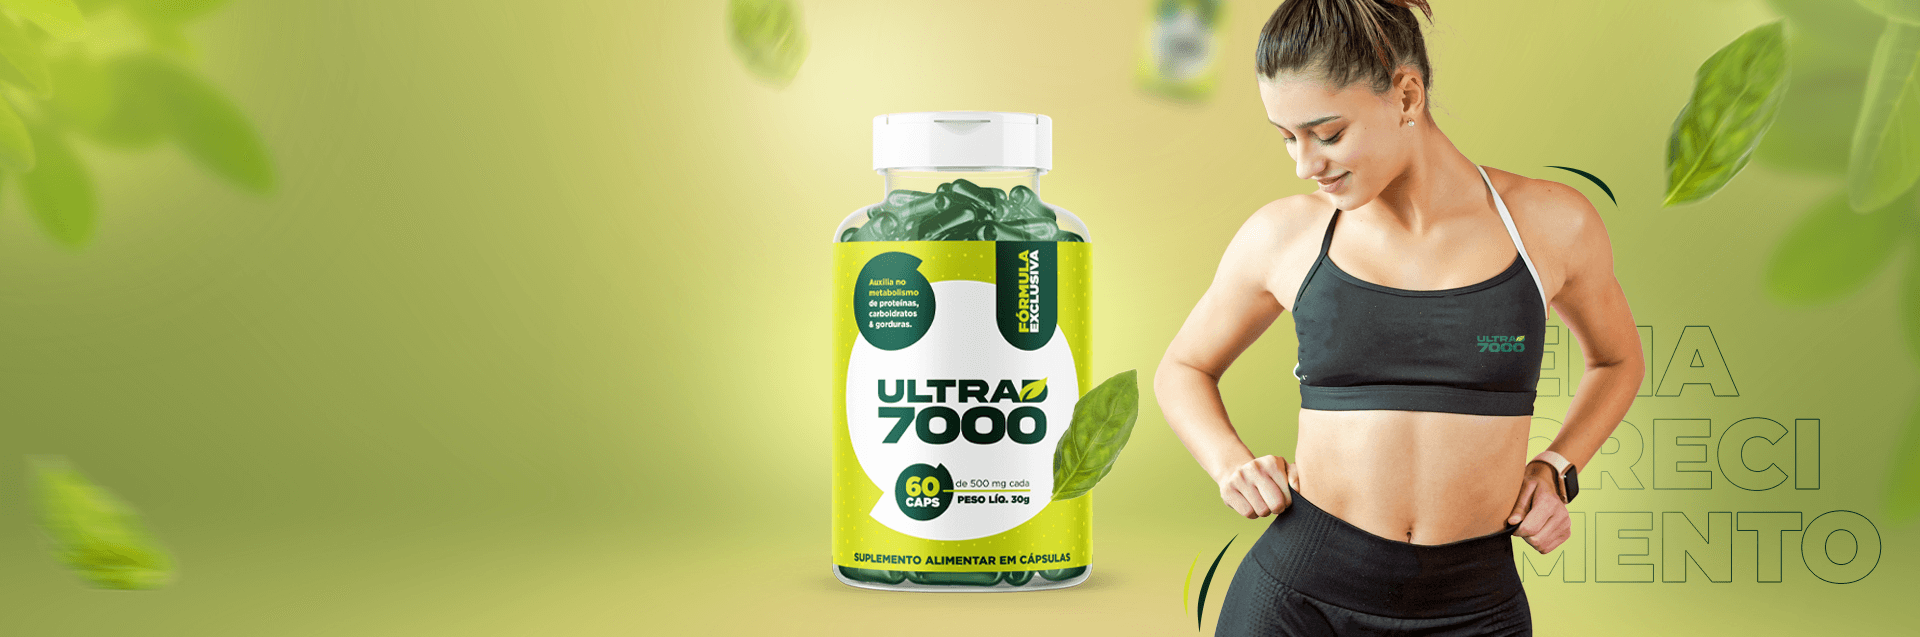 Auxilia no
metabolismo
de proteínas,
carboidratos
& gorduras.
FÓRMULA
EXCLUSIVA
ULTRA
7000
60
CAPS
de 500 mg cada
PESO LÍQ. 30g
SUPLEMENTO ALIMENTAR EM CÁPSULAS
ULTRA
7000
MENTO